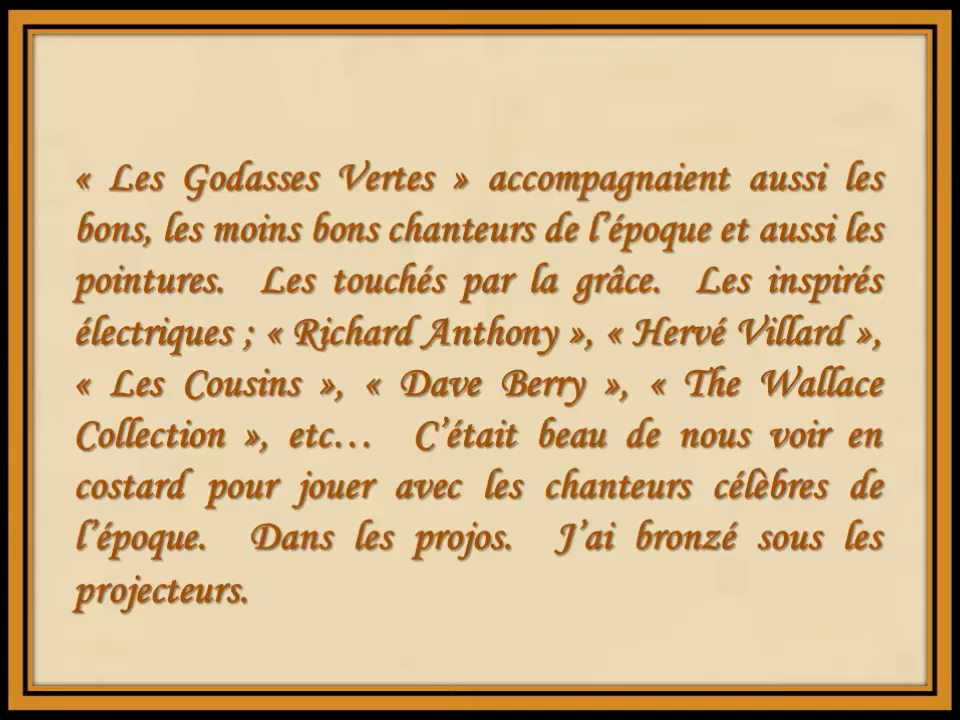 « Les Godasses Vertes » accompagnaient aussi les
bons, les moins bons chanteurs de l’époque et aussi les
pointures. Les touchés par la grâce. Les inspirés
électriques ; « Richard Anthony », « Hervé Villard »,
« Les Cousins », « Dave Berry », « The Wallace
Collection », etc… C’était beau de nous voir en
costard pour jouer avec les chanteurs célèbres de
l’époque. Dans les projos. J’ai bronzé sous les
projecteurs.